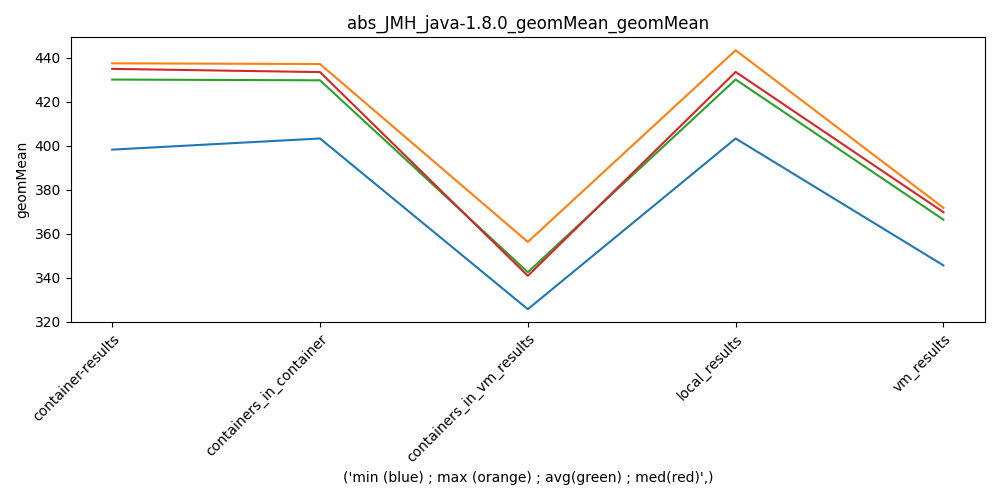 abs_JMH_java-1.8.0_geomMean_geomMean
geomMean
440
420
400
380
360
340
320
container-results
containers_in_container
containers_in_vm_results
local_results
vm_results
('min (blue) ; max (orange) ; avg(green) ; med(red)',)